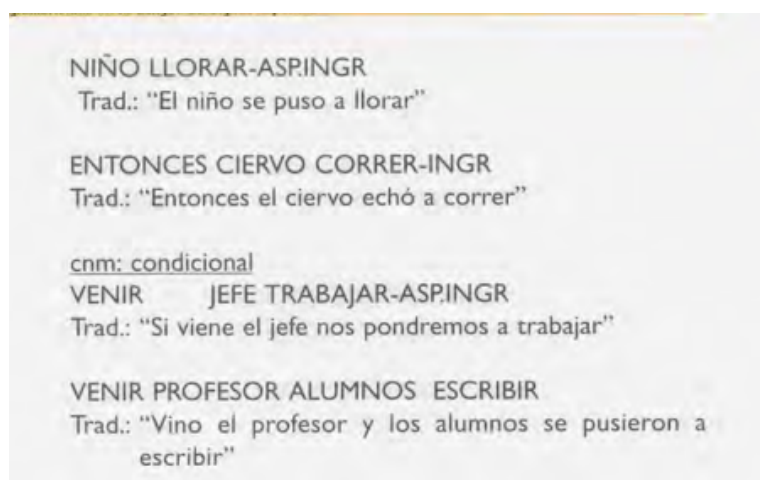 NIÑO LLORAR-ASP.INGR
Trad.: “El niño se puso a llorar”
ENTONCES CIERVO CORRER-INGR
Trad.: “Entonces el ciervo echó a correr”
cnm: condicional
VENIR JEFE TRABAJAR-ASP.INGR
Trad.: “Si viene el jefe nos pondremos a trabajar”
VENIR PROFESOR ALUMNOS ESCRIBIR
Trad.: “Vino el profesor y los alumnos se pusieron a
escribir”